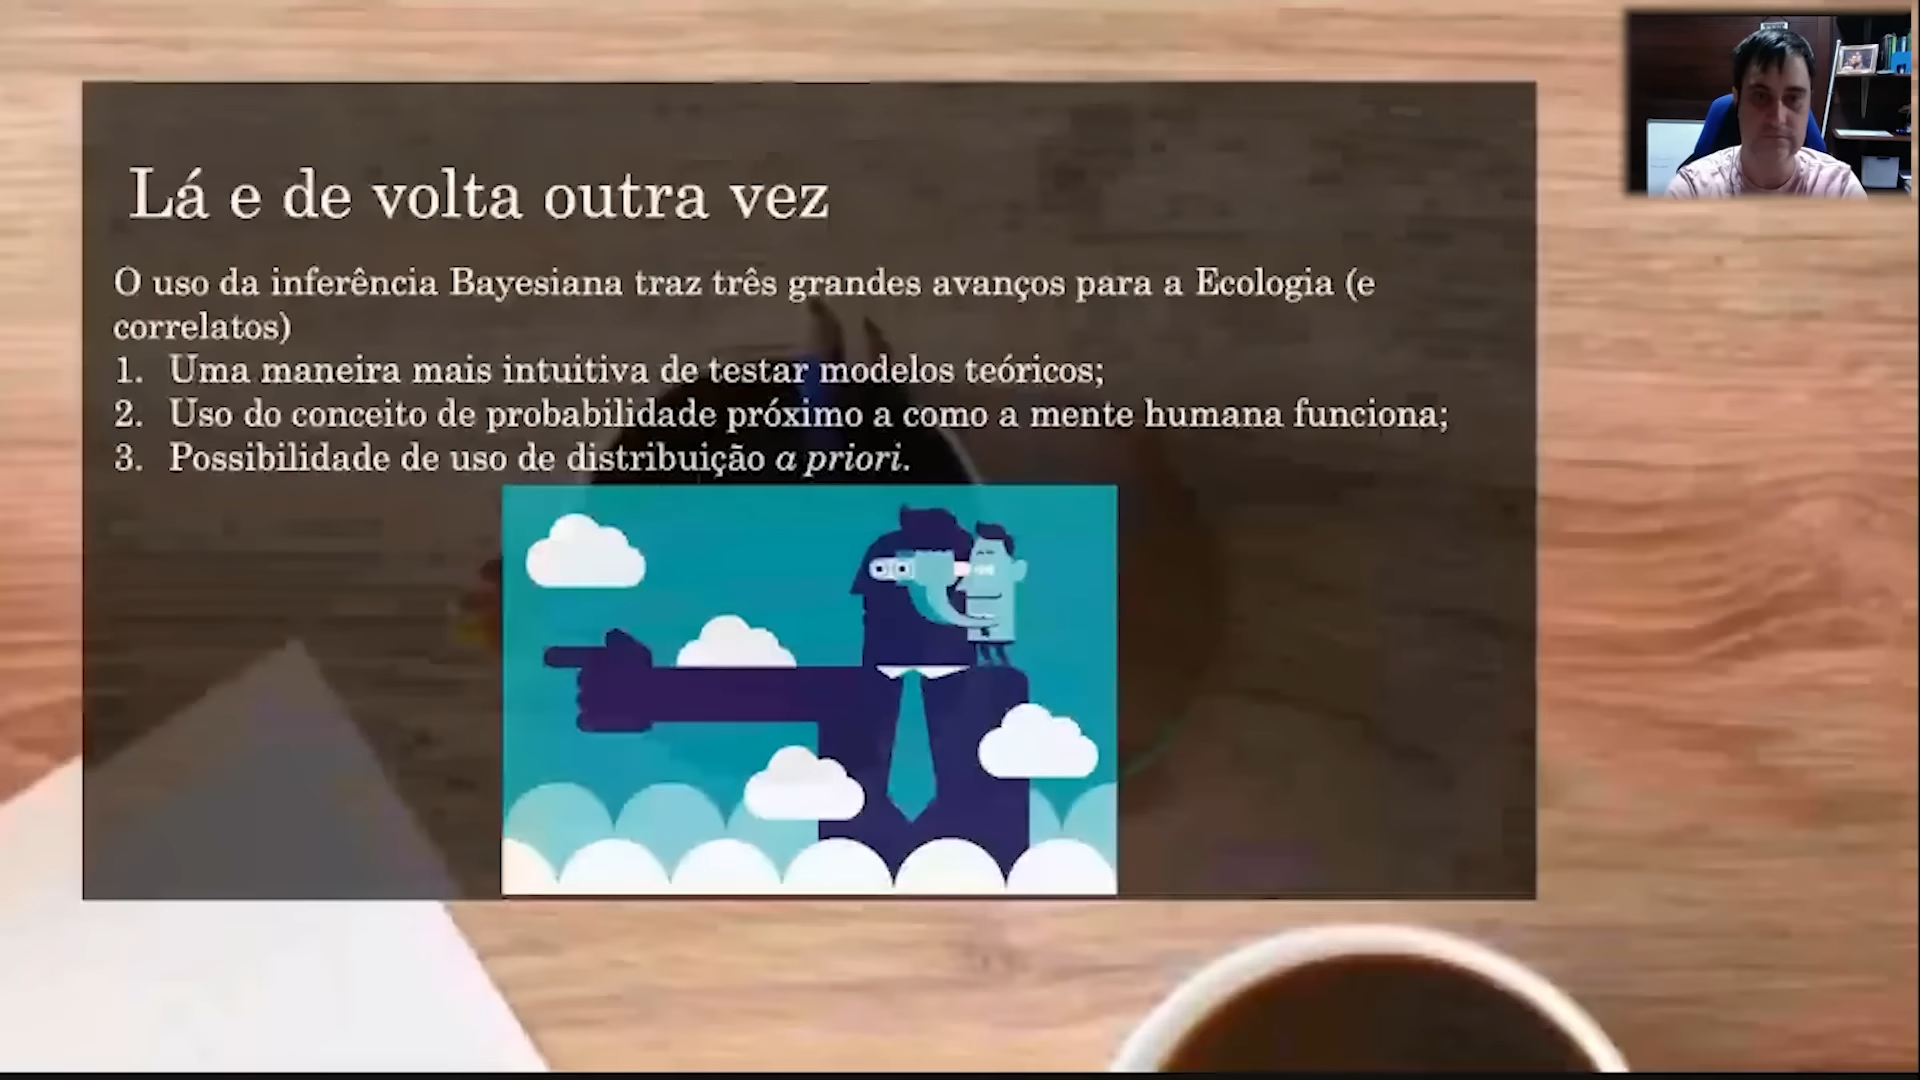 Lá e de volta outra vez
O uso da inferência Bayesiana traz três grandes avanços para a Ecologia (e
correlatos)
1. Uma maneira mais intuitiva de testar modelos teóricos;
2. Uso do conceito de probabilidade próximo a como a mente humana funciona;
3. Possibilidade de uso de distribuição a priori.